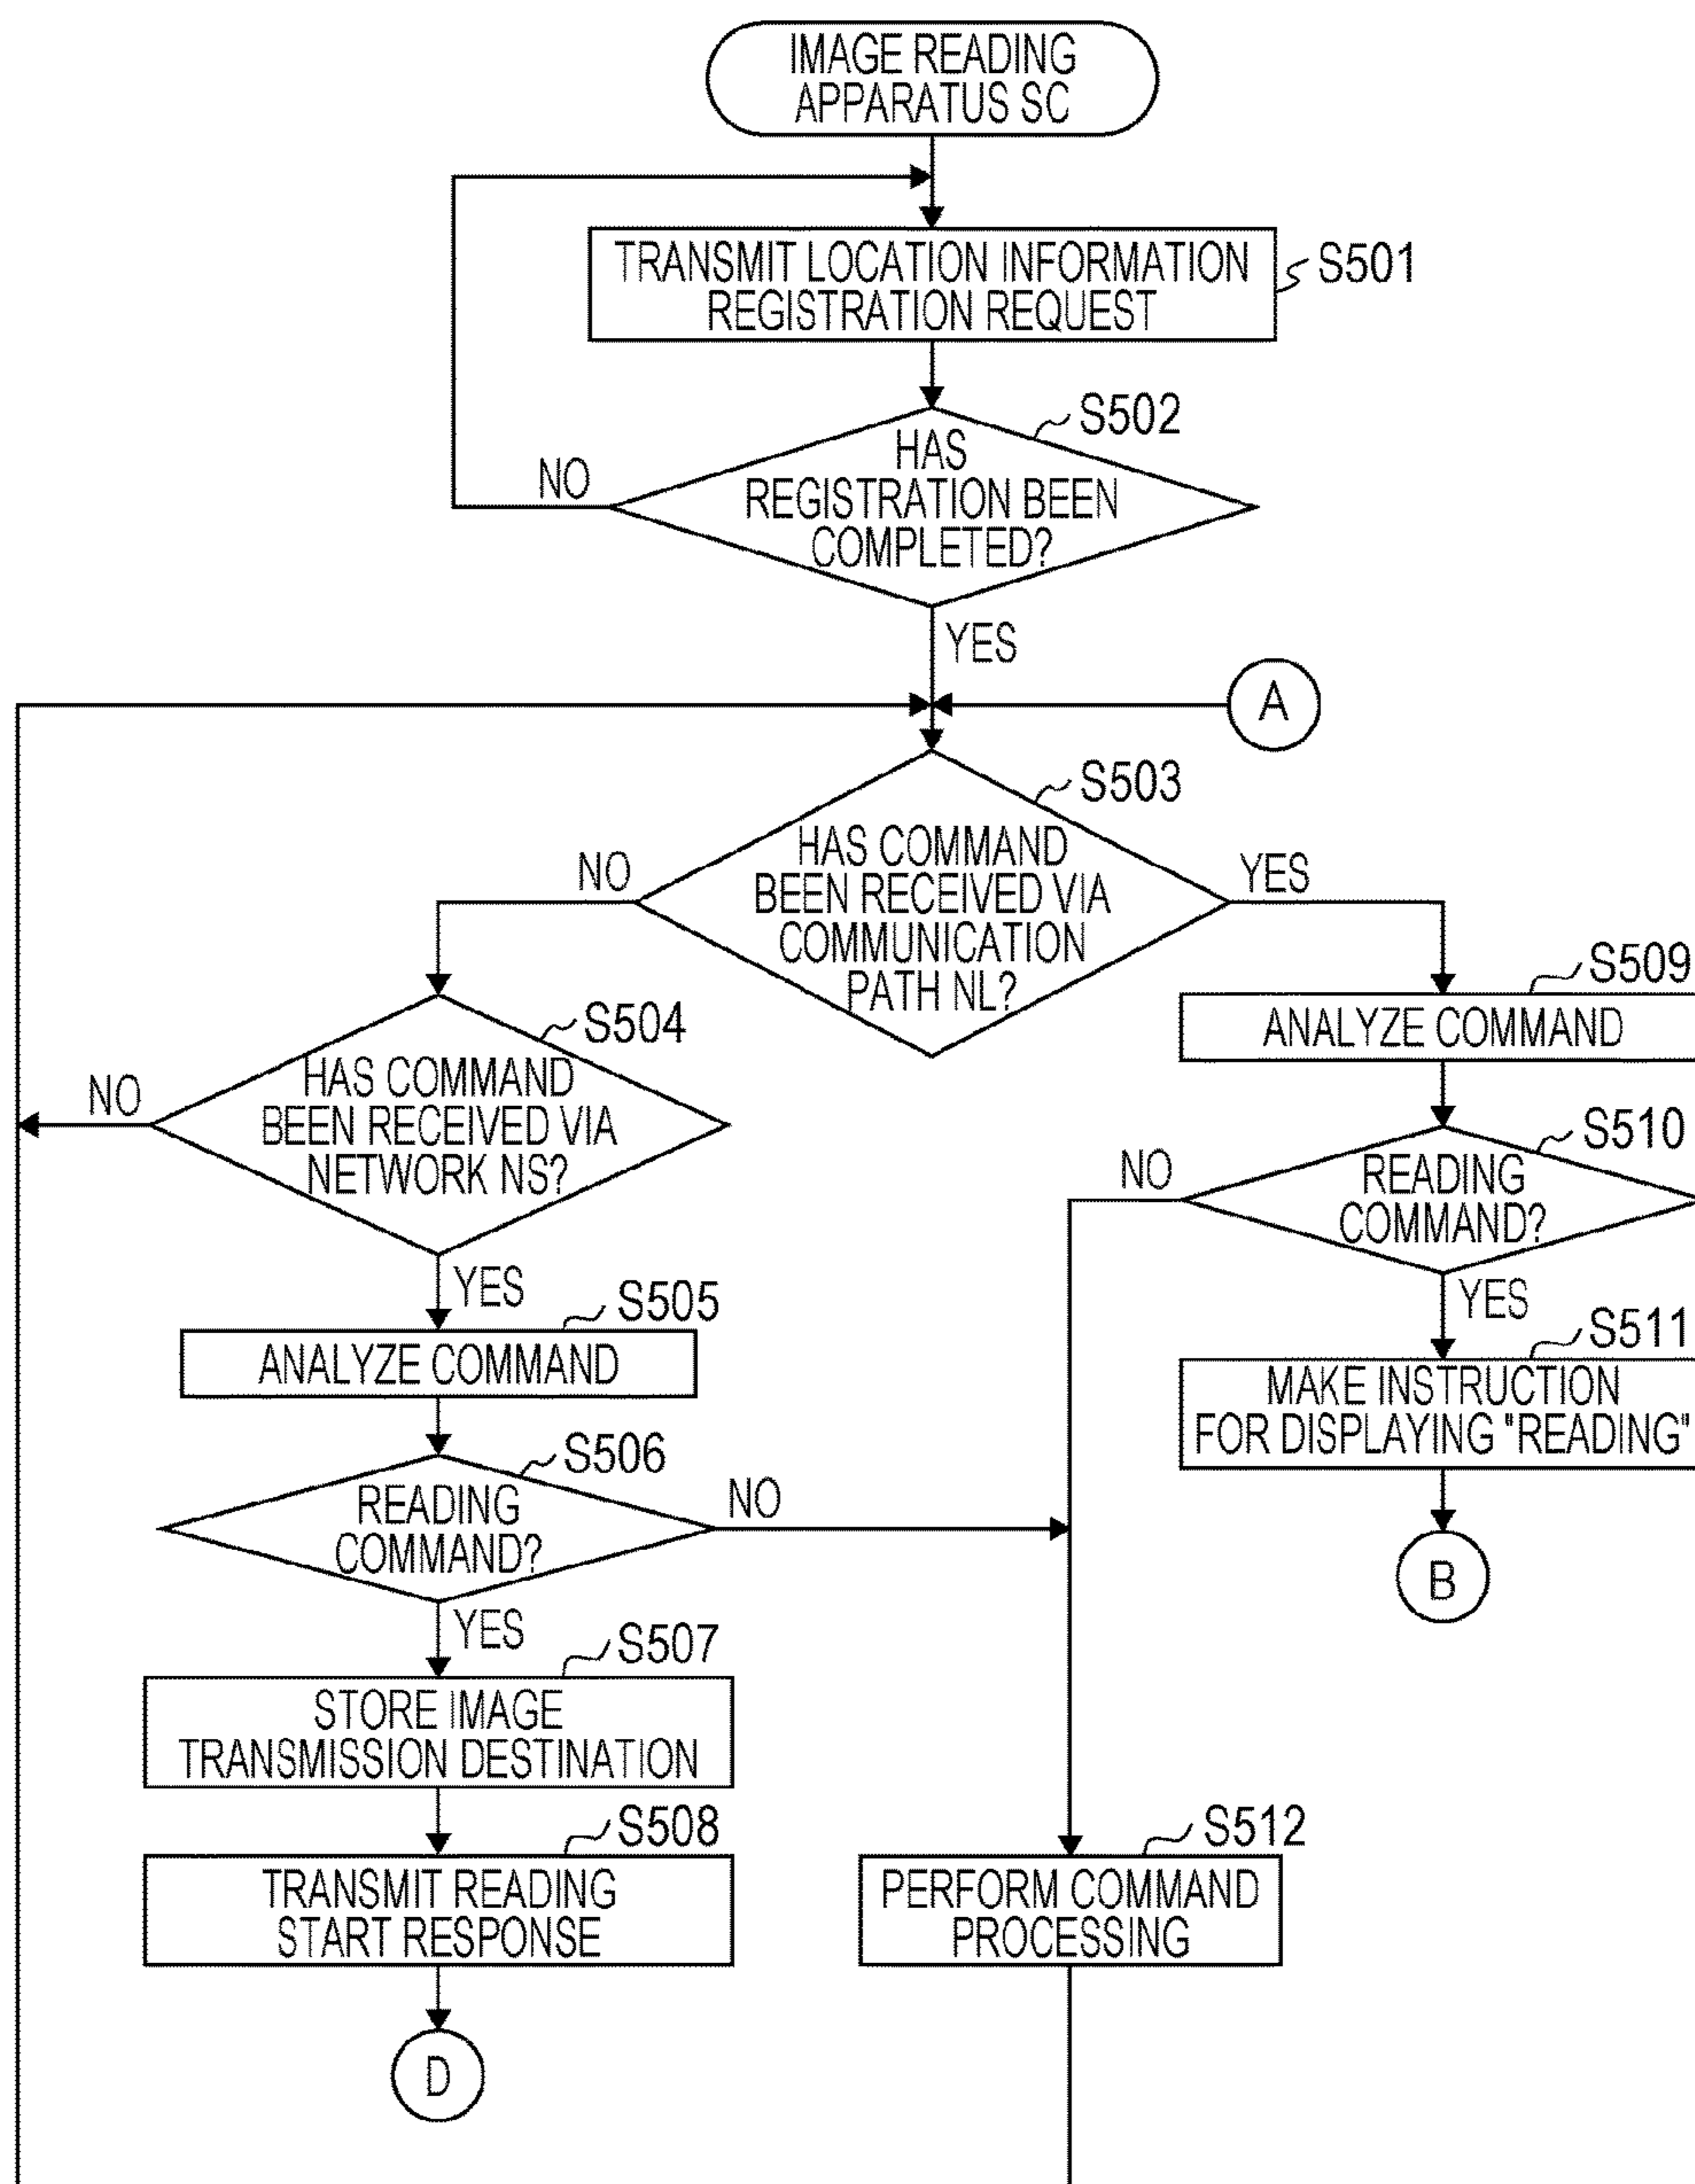 IMAGE READING
APPARATUS SC
TRANSMIT LOCATION INFORMATION
REGISTRATION REQUEST
S501
S502
HAS
REGISTRATION BEEN
COMPLETED?
NO
YES
A
S503
HAS COMMAND
BEEN RECEIVED VIA
COMMUNICATION
PATH NL?
NO
YES
S504
HAS COMMAND
BEEN RECEIVED VIA
NETWORK NS?
NO
YES
S505
ANALYZE COMMAND
S506
READING
COMMAND?
NO
YES
S507
STORE IMAGE
TRANSMISSION DESTINATION
S508
TRANSMIT READING
START RESPONSE
D
S509
ANALYZE COMMAND
S510
READING
COMMAND?
NO
YES
S511
MAKE INSTRUCTION
FOR DISPLAYING "READING"
B
S512
PERFORM COMMAND
PROCESSING